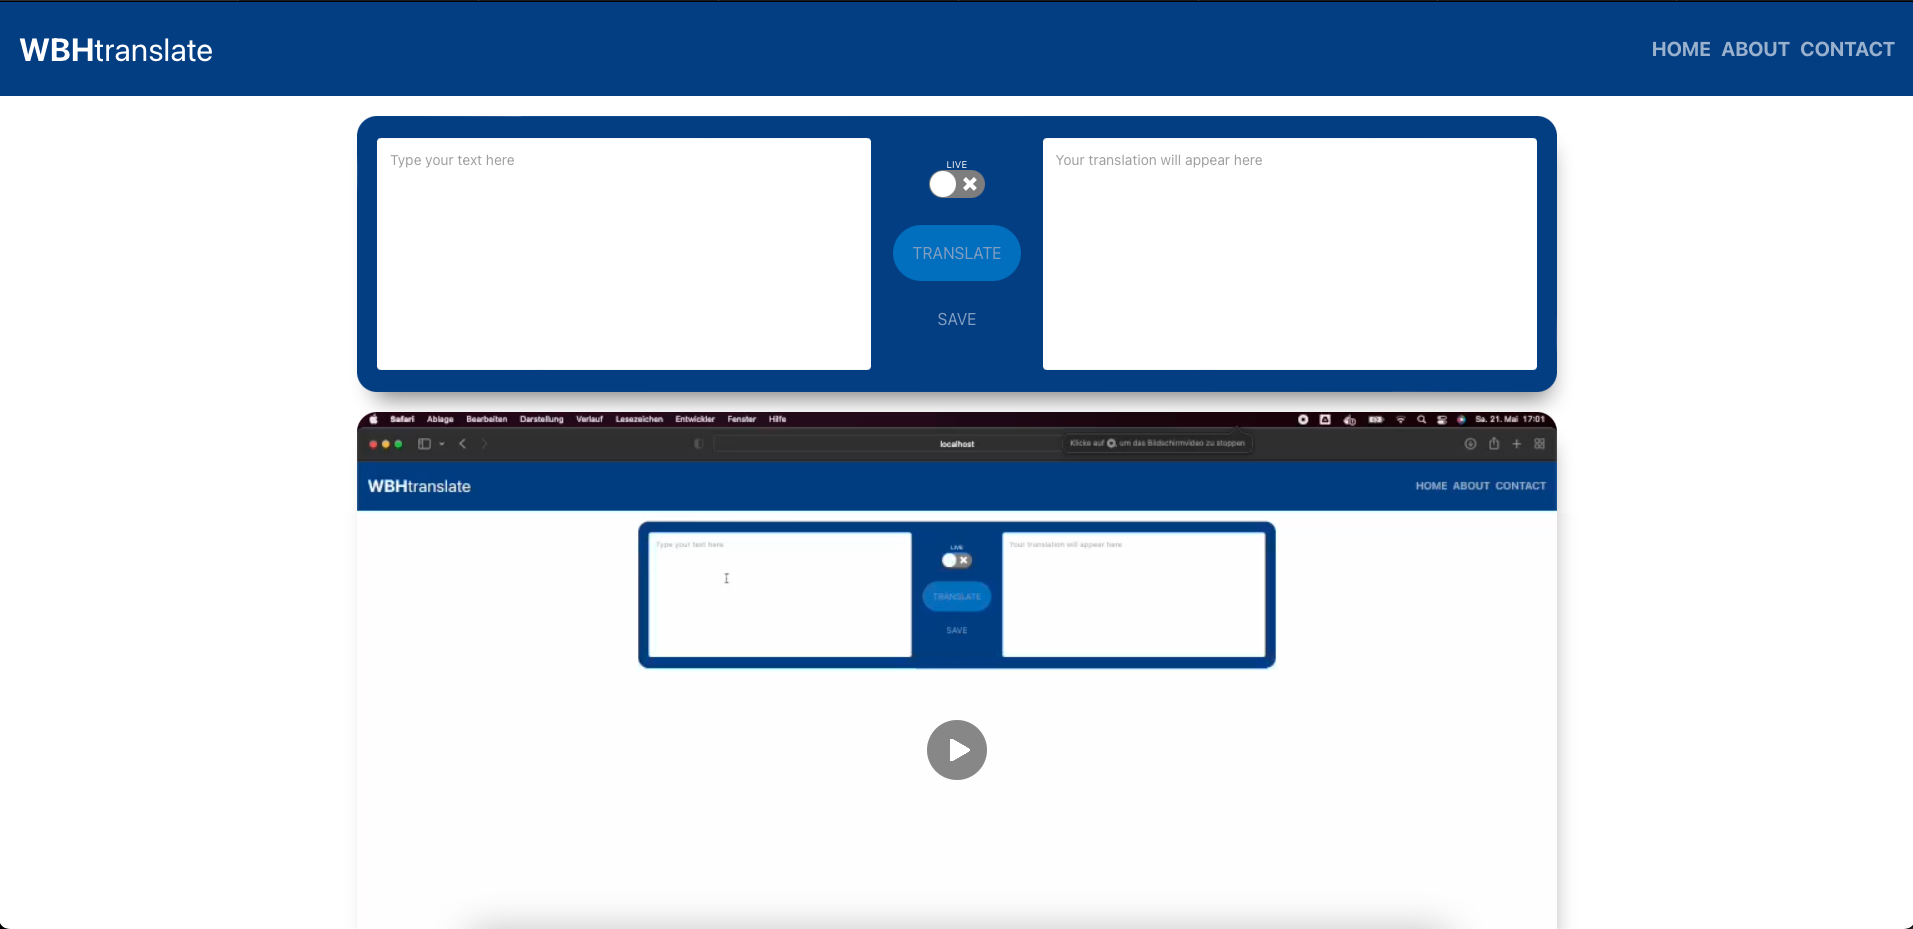 WBHtranslate
HOME ABOUT CONTACT
Type your text here
LIVE
TRANSLATE
SAVE
Your translation will appear here
Safari Ablage Bearbeiten Darstellung Verlauf Lesezeichen Entwickler Fenster Hilfe
Sa. 21. Mai 17:01
localhost
Klicke auf , um das Bildschirmvideo zu stoppen
WBHtranslate
HOME ABOUT CONTACT
Type your text here
LIVE
TRANSLATE
SAVE
Your translation will appear here